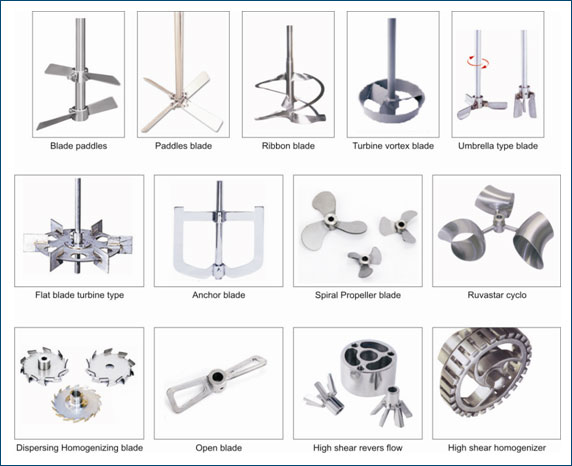 Blade paddles
Paddles blade
Ribbon blade
Turbine vortex blade
Umbrella type blade
Flat blade turbine type
Anchor blade
Spiral Propeller blade
Ruvastar cyclo
Dispersing Homogenizing blade
Open blade
High shear revers flow
High shear homogenizer